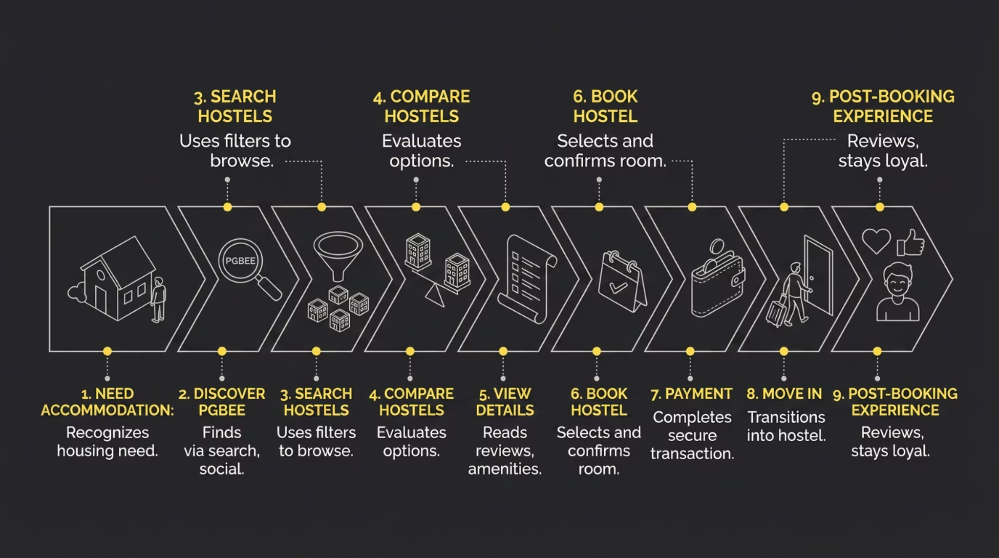 3. SEARCH
HOSTELS
Uses filters to
browse.
4. COMPARE
HOSTELS
Evaluates
options.
6. BOOK
HOSTEL
Selects and
confirms room.
9. POST-BOOKING
EXPERIENCE
Reviews,
stays loyal.
PGBEE
1. NEED
ACCOMMODATION:
Recognizes
housing need.
2. DISCOVER
PGBEE
Finds
via search,
social.
3. SEARCH
HOSTELS
Uses filters
to browse.
4. COMPARE
HOSTELS
Evaluates
options.
5. VIEW
DETAILS
Reads
reviews,
amenities.
6. BOOK
HOSTEL
Selects and
confirms
room.
7. PAYMENT
Completes
secure
transaction.
8. MOVE IN
Transitions
into hostel.
9. POST-BOOKING
EXPERIENCE
Reviews,
stays loyal.